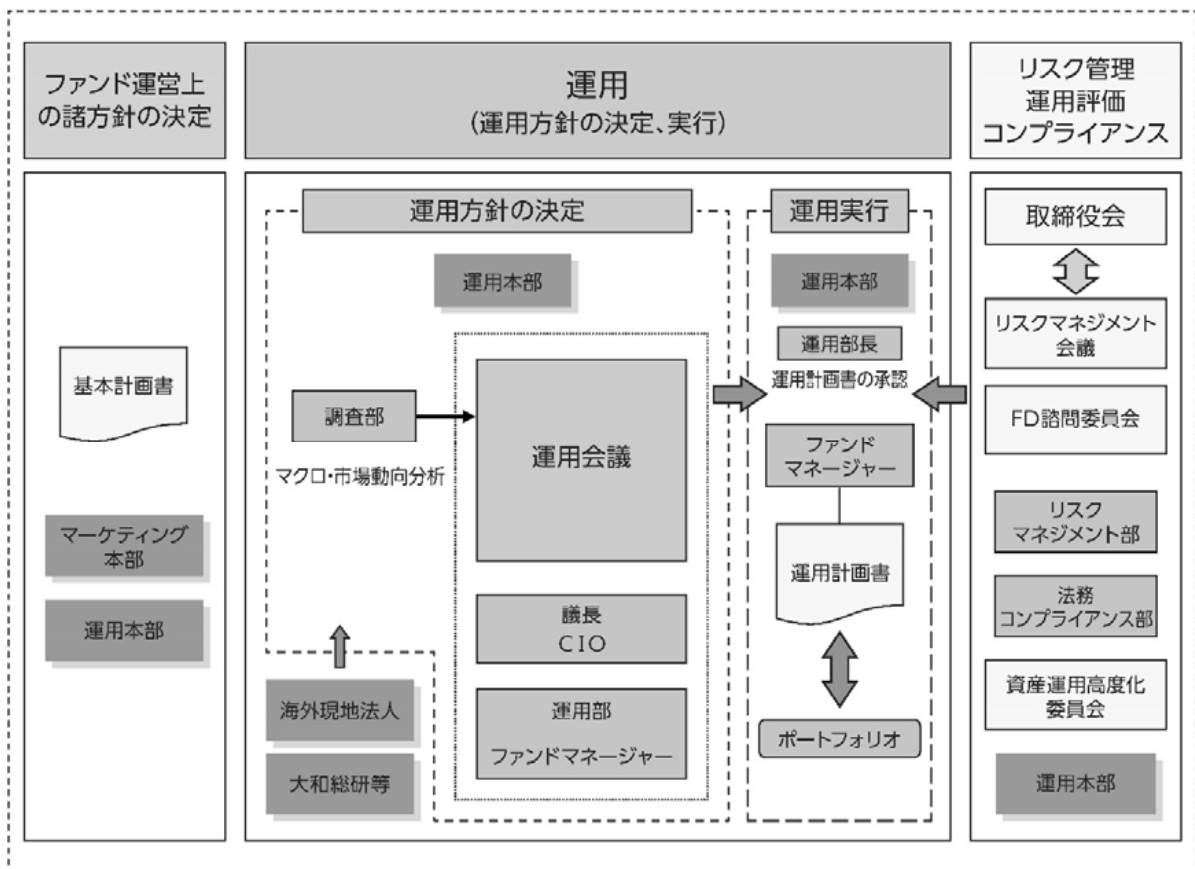 ファンド運営上
の諸方針の決定
運用
(運用方針の決定、実行)
リスク管理
運用評価
コンプライアンス
基本計画書
マーケティング
本部
運用本部
運用方針の決定
運用本部
調査部
マクロ・市場動向分析
運用会議
議長
CIO
運用部
ファンドマネージャー
海外現地法人
大和総研等
運用実行
運用本部
運用部長
運用計画書の承認
ファンド
マネージャー
運用計画書
ポートフォリオ
取締役会
リスクマネジメント
会議
FD諮問委員会
リスク
マネジメント部
法務
コンプライアンス部
資産運用高度化
委員会
運用本部